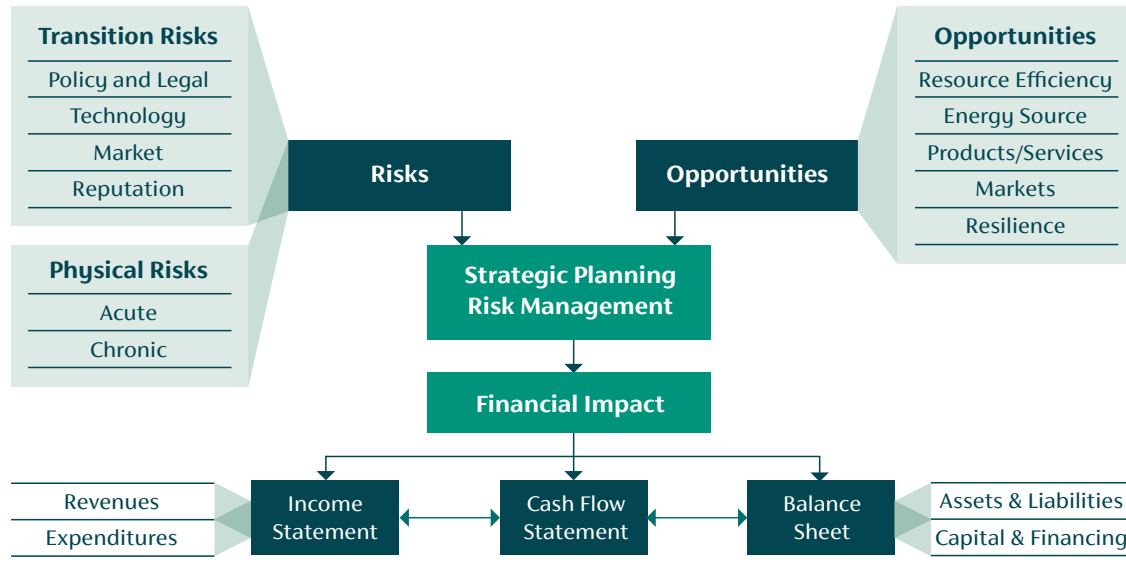 Transition Risks
Policy and Legal
Technology
Market
Reputation
Physical Risks
Acute
Chronic
Risks
Opportunities
Opportunities
Resource Efficiency
Energy Source
Products/Services
Markets
Resilience
Strategic Planning
Risk Management
Financial Impact
Revenues
Expenditures
Income
Statement
Cash Flow
Statement
Balance
Sheet
Assets & Liabilities
Capital & Financing